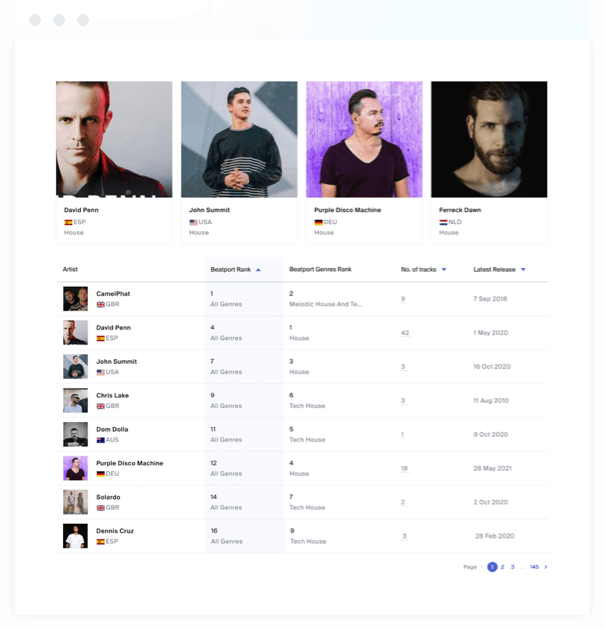 David Penn
ESP
House
John Summit
USA
House
Purple Disco Machine
DEU
House
Ferreck Dawn
NLD
House
Artist Beatport Rank Beatport Genres Rank No. of tracks Latest Release
CamelPhat 1 2 9 7 Sep 2018
GBR All Genres Melodic House And Te...
David Penn 4 1 42 1 May 2020
ESP All Genres House
John Summit 7 3 3 16 Oct 2020
USA All Genres House
Chris Lake 9 6 3 11 Aug 2010
GBR All Genres Tech House
Dom Dolla 11 5 1 9 Oct 2020
AUS All Genres Tech House
Purple Disco Machine 12 4 18 28 May 2021
DEU All Genres House
Solardo 14 7 2 2 Oct 2020
GBR All Genres Tech House
Dennis Cruz 16 9 3 28 Feb 2020
ESP All Genres Tech House
Page 1 2 3 ... 145